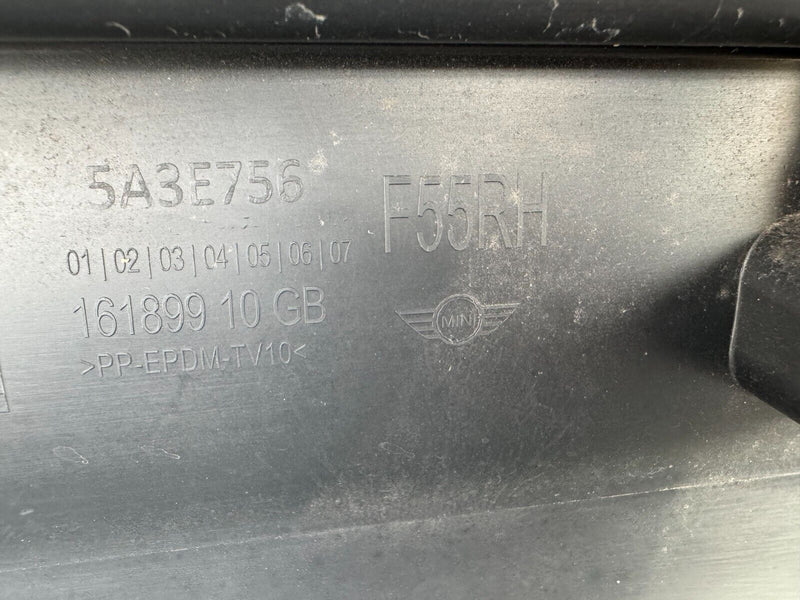 5A3E756
F55RH
01|02|03|04|05|06|07
161899 10 GB
MINI
>PP-EPDM-TV10<